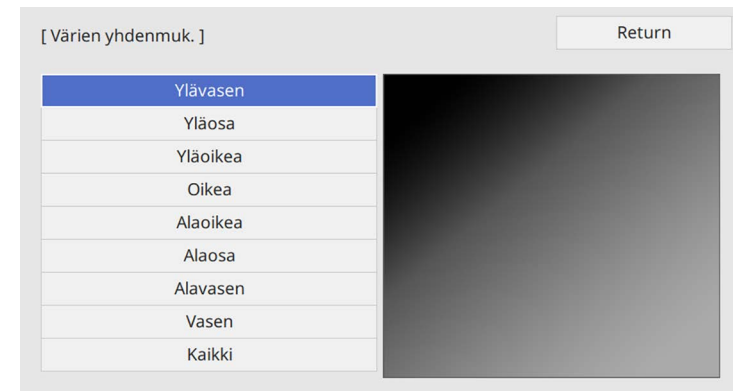 [ Värien yhdenmuk. ]
Return
Ylävasen
Yläosa
Yläoikea
Oikea
Alaoikea
Alaosa
Alavasen
Vasen
Kaikki